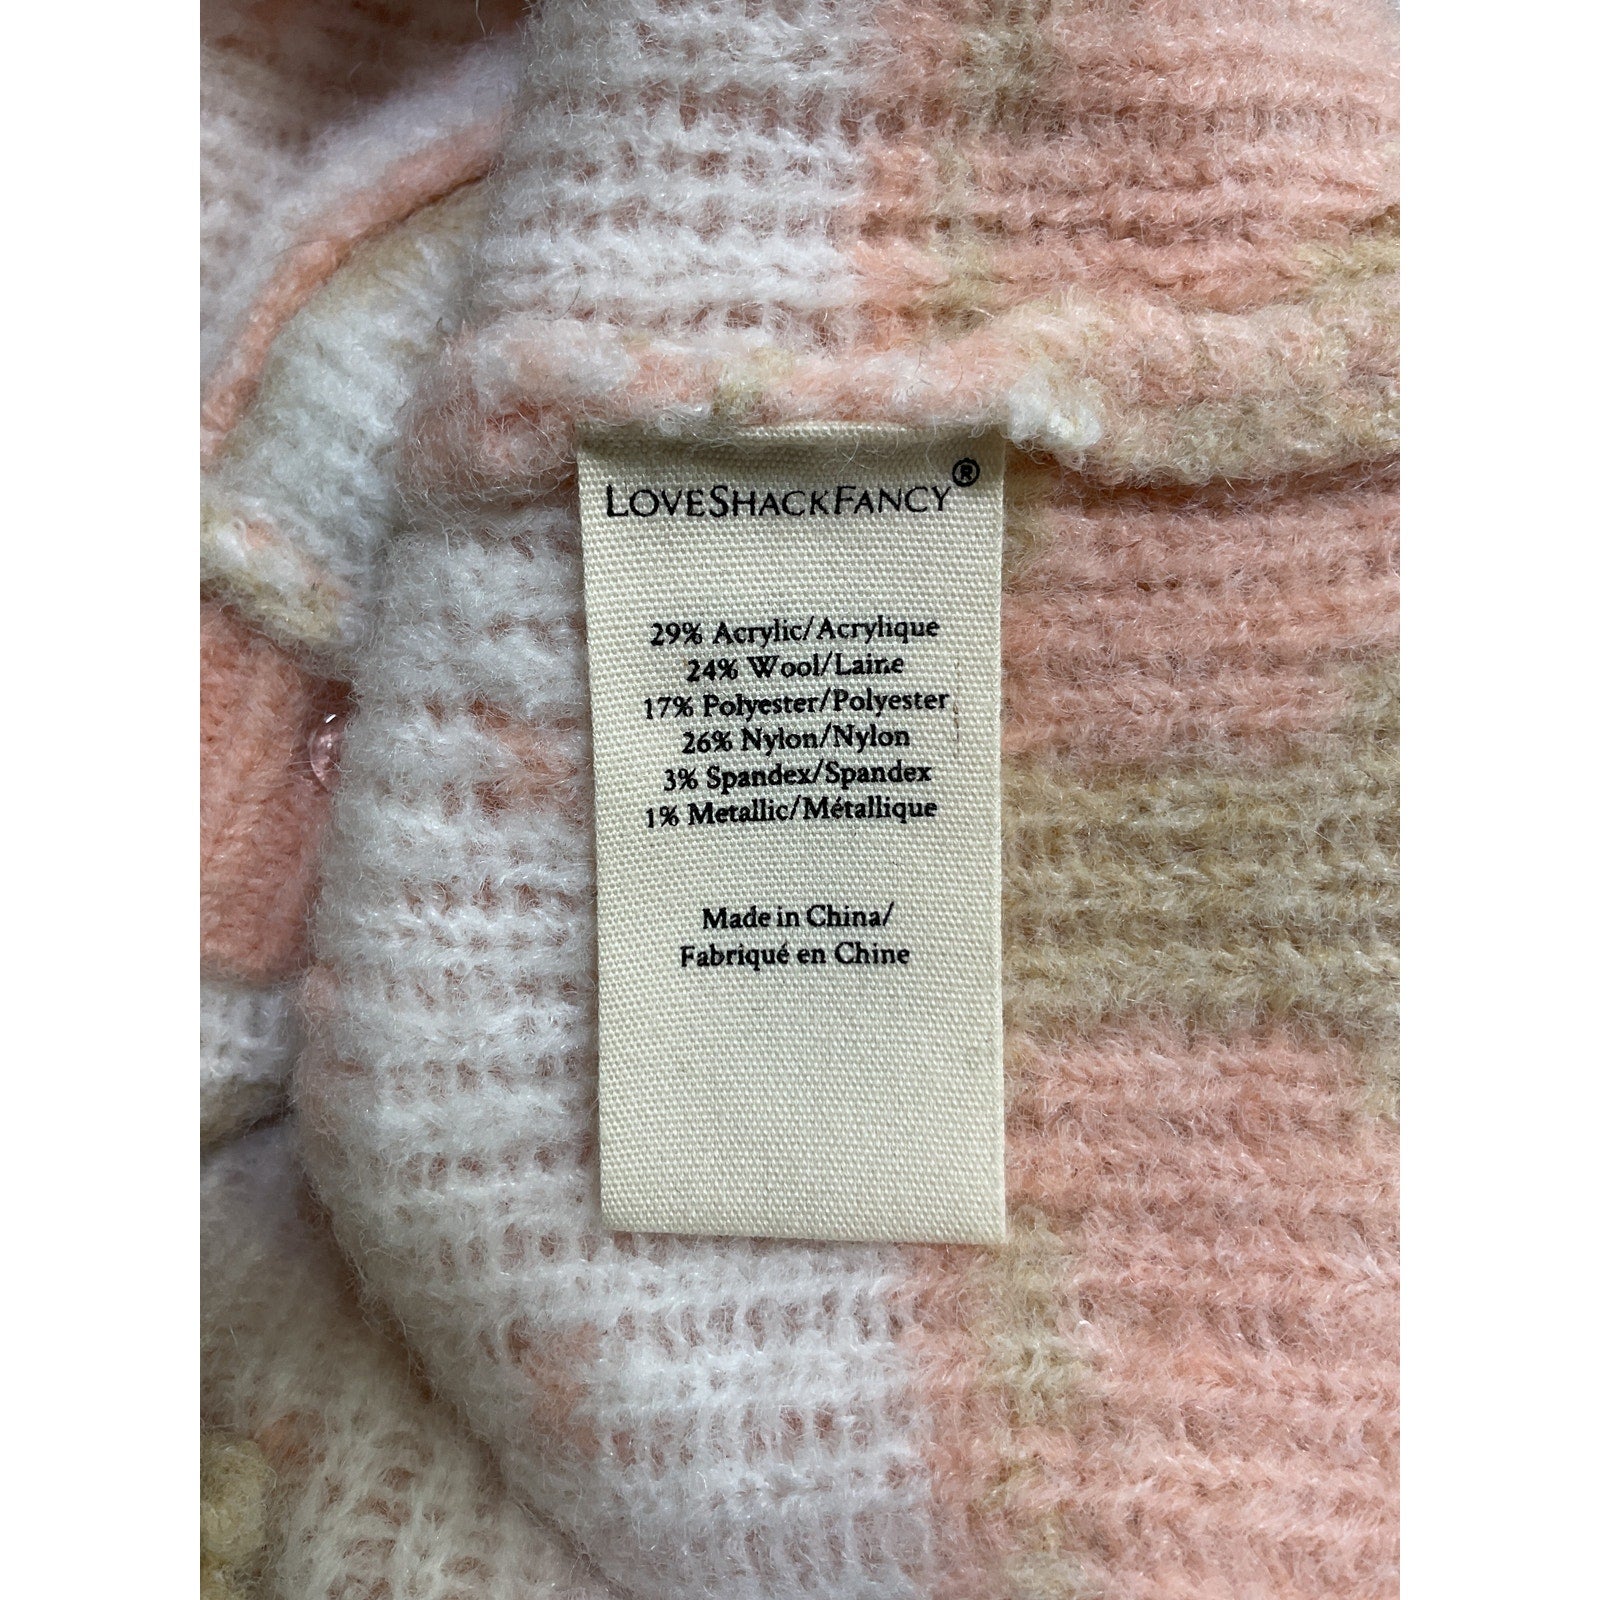 LOVESHACKFANCY®
29% Acrylic/Acrylique
24% Wool/Laine
17% Polyester/Polyester
26% Nylon/Nylon
3% Spandex/Spandex
1% Metallic/Métallique
Made in China/
Fabriqué en Chine